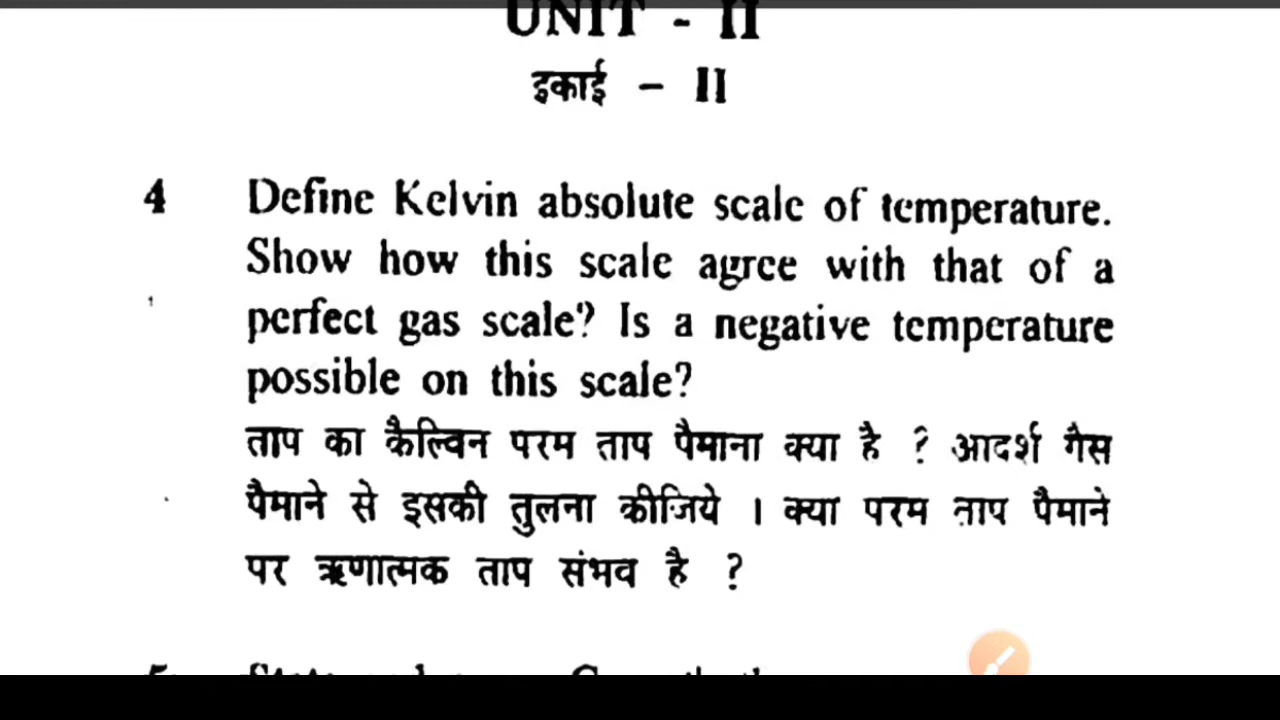 UNIT - II
इकाई - II
4 Define Kelvin absolute scale of temperature.
Show how this scale agree with that of a
perfect gas scale? Is a negative temperature
possible on this scale?
ताप का कैल्विन परम ताप पैमाना क्या है ? आदर्श गैस
पैमाने से इसकी तुलना कीजिये । क्या परम ताप पैमाने
पर ऋणात्मक ताप संभव है ?